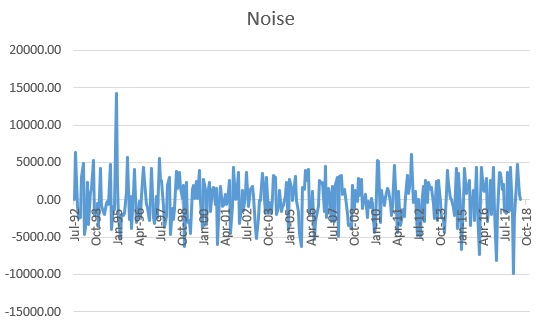 Noise
20000.00
15000.00
10000.00
5000.00
0.00
-5000.00
-10000.00
-15000.00
Jul-92
Oct-93
Jan-95
Apr-96
Jul-97
Oct-98
Jan-00
Apr-01
Jul-02
Oct-03
Jan-05
Apr-06
Jul-07
Oct-08
Jan-10
Apr-11
Jul-12
Oct-13
Jan-15
Apr-16
Jul-17
Oct-18